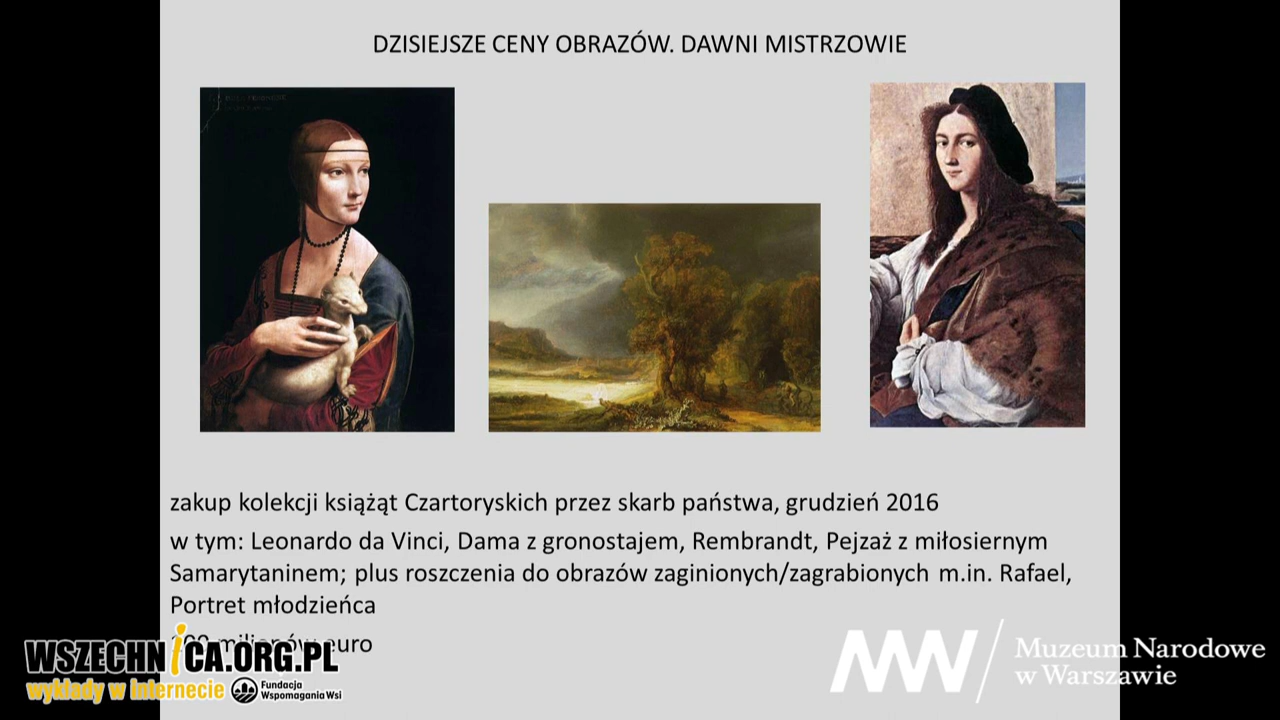 DZISIEJSZE CENY OBRAZÓW. DAWNI MISTRZOWIE
zakup kolekcji książąt Czartoryskich przez skarb państwa, grudzień 2016
w tym: Leonardo da Vinci, Dama z gronostajem, Rembrandt, Pejzaż z miłosiernym
Samarytaninem; plus roszczenia do obrazów zaginionych/zagrabionych m.in. Rafael,
Portret młodzieńca
milionów euro
WSZECHNICA.ORG.PL
wykłady w internecie
Fundacja
Wspomagania Wsi
MNW
Muzeum Narodowe
w Warszawie